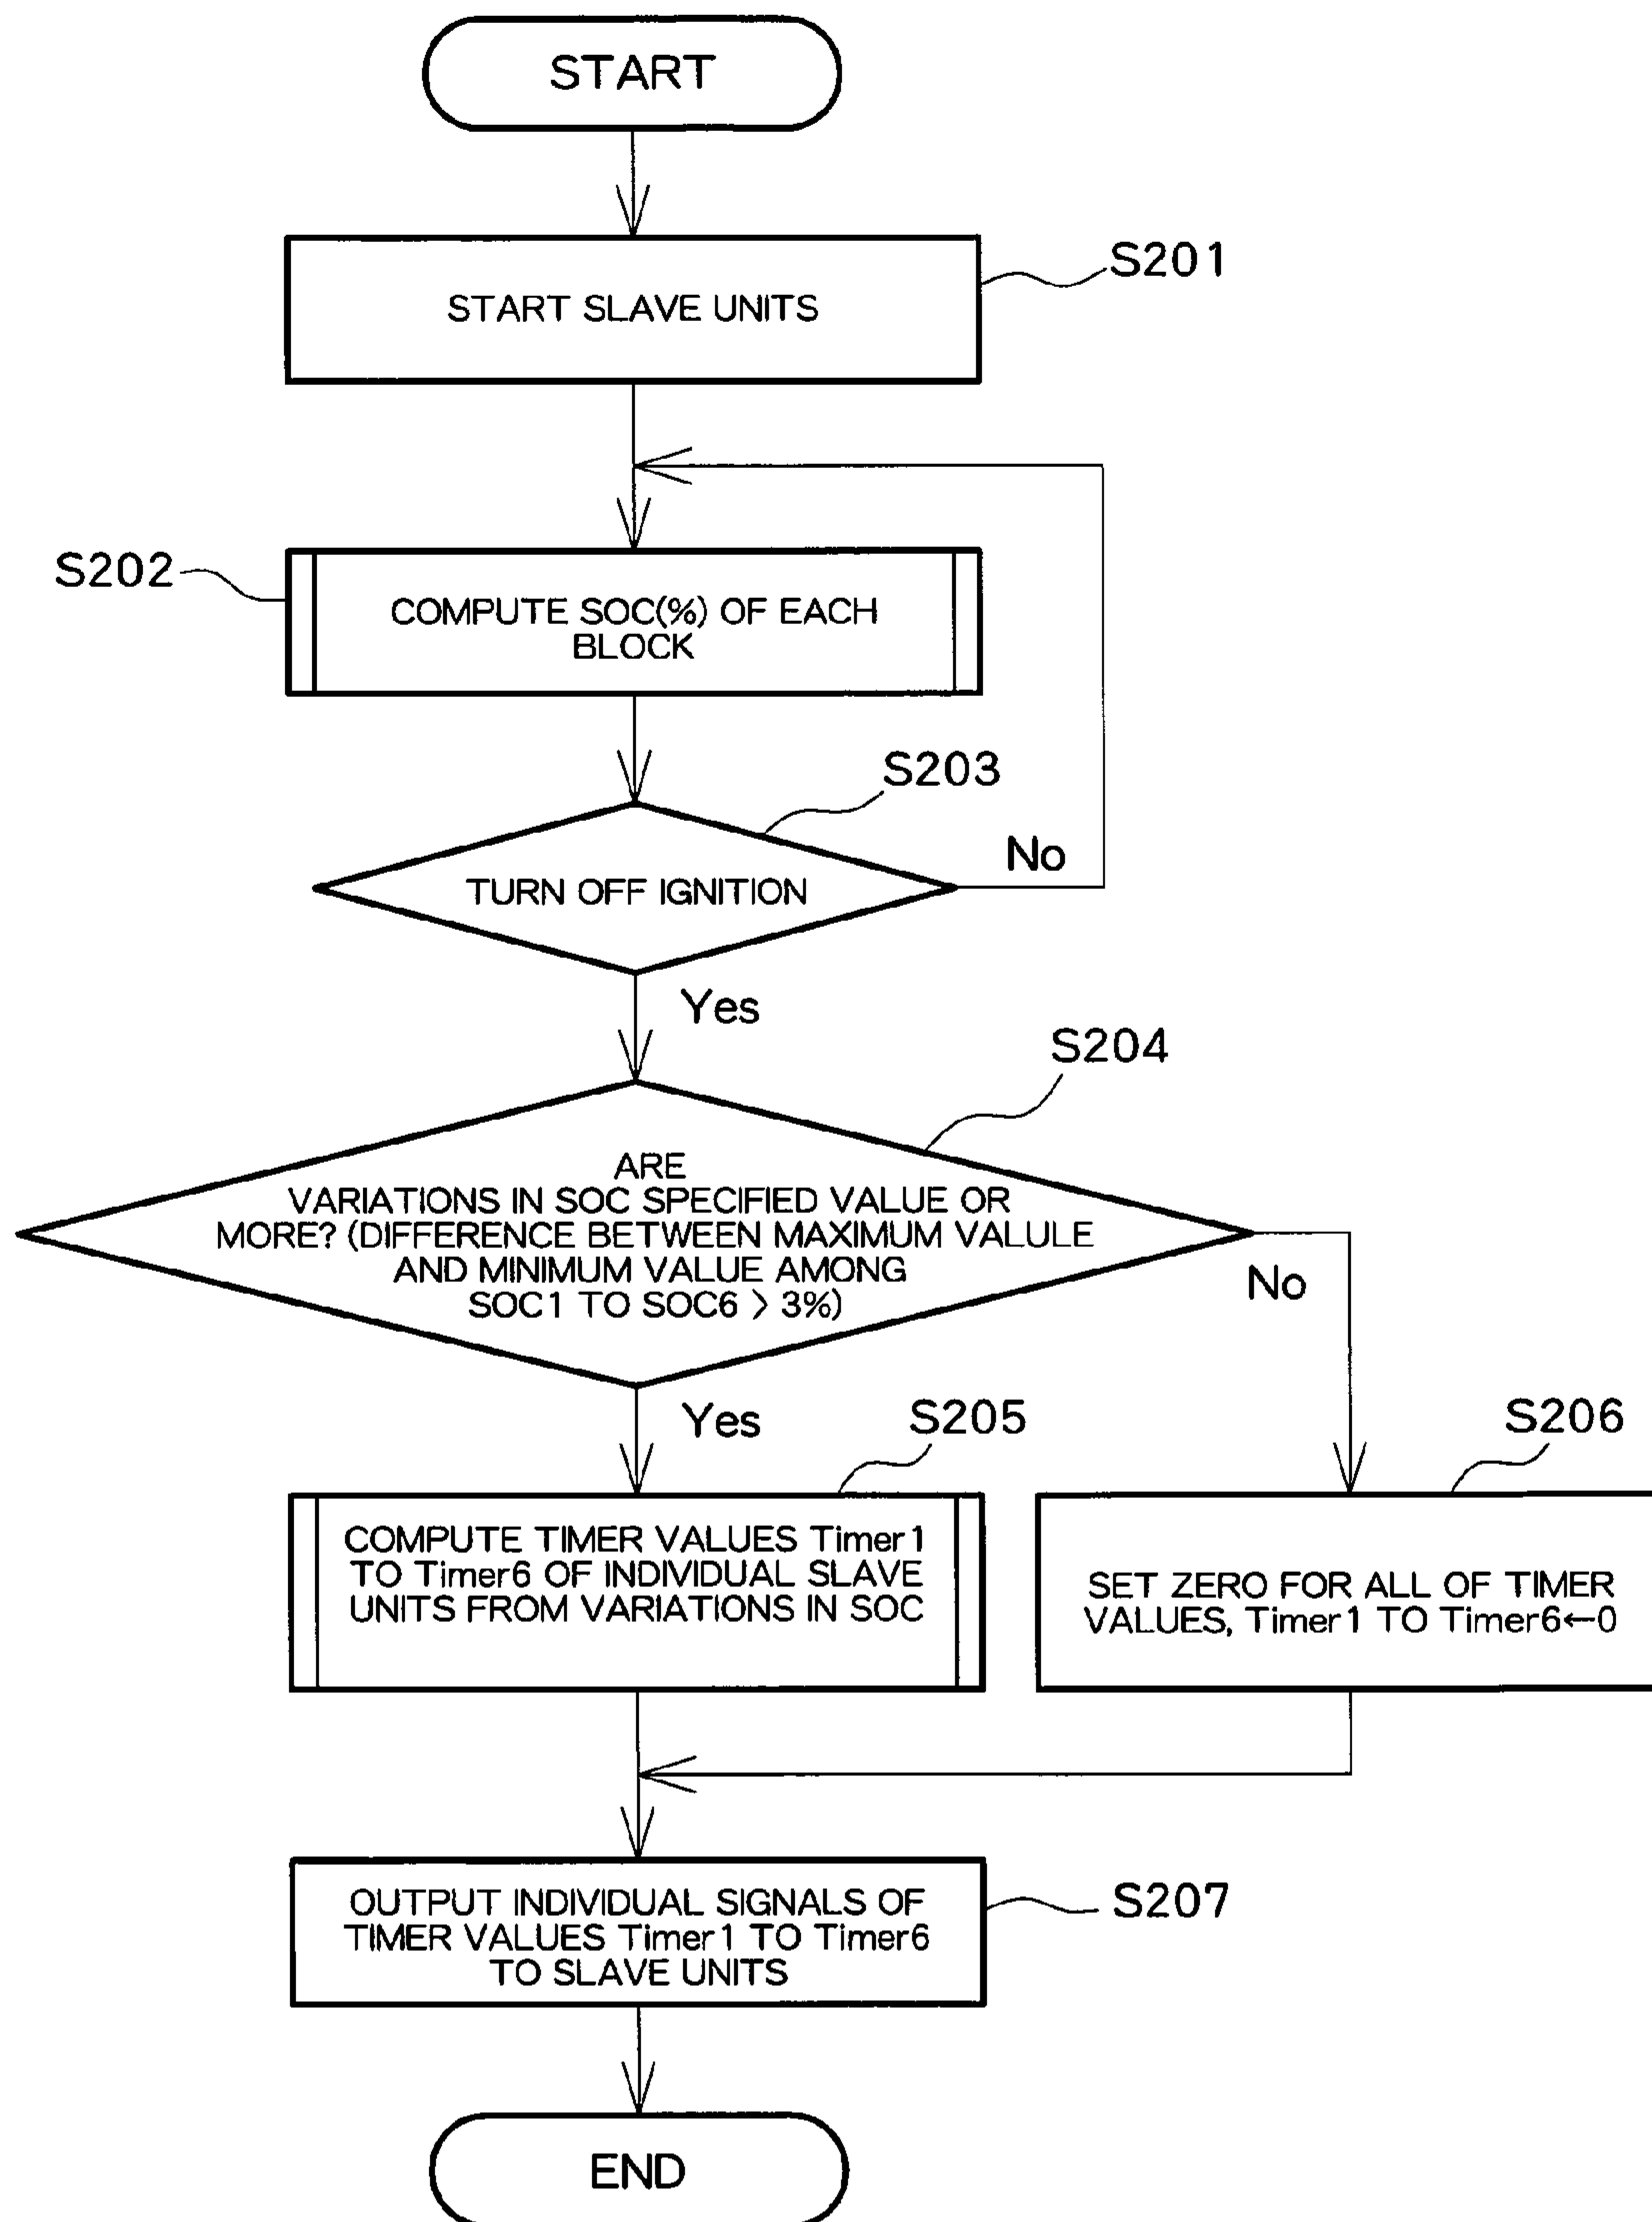 START
S201
START SLAVE UNITS
S202
COMPUTE SOC(%) OF EACH
BLOCK
S203
No
TURN OFF IGNITION
Yes
S204
ARE
VARIATIONS IN SOC SPECIFIED VALUE OR
MORE? (DIFFERENCE BETWEEN MAXIMUM VALULE
AND MINIMUM VALUE AMONG
SOC1 TO SOC6 > 3%)
No
Yes
S205
S206
COMPUTE TIMER VALUES Timer1
TO Timer6 OF INDIVIDUAL SLAVE
UNITS FROM VARIATIONS IN SOC
SET ZERO FOR ALL OF TIMER
VALUES, Timer1 TO Timer6←0
OUTPUT INDIVIDUAL SIGNALS OF
TIMER VALUES Timer1 TO Timer6
TO SLAVE UNITS
S207
END